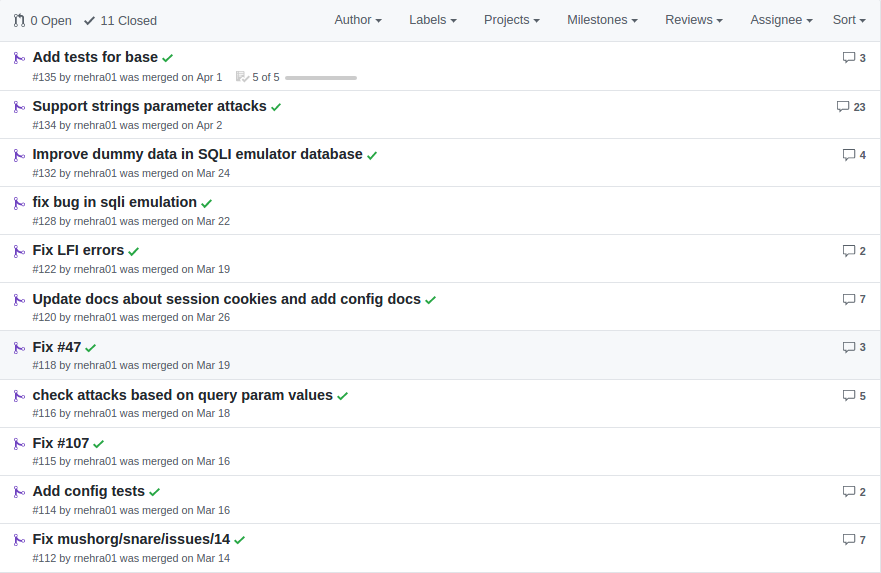 0 Open 11 Closed Author Labels Projects Milestones Reviews Assignee Sort
Add tests for base 3
#135 by rnehra01 was merged on Apr 1 5 of 5
Support strings parameter attacks 23
#134 by rnehra01 was merged on Apr 2
Improve dummy data in SQLI emulator database 4
#132 by rnehra01 was merged on Mar 24
fix bug in sqli emulation
#128 by rnehra01 was merged on Mar 22
Fix LFI errors 2
#122 by rnehra01 was merged on Mar 19
Update docs about session cookies and add config docs 7
#120 by rnehra01 was merged on Mar 26
Fix #47 3
#118 by rnehra01 was merged on Mar 19
check attacks based on query param values 5
#116 by rnehra01 was merged on Mar 18
Fix #107
#115 by rnehra01 was merged on Mar 16
Add config tests 2
#114 by rnehra01 was merged on Mar 16
Fix mushorg/snare/issues/14 7
#112 by rnehra01 was merged on Mar 14